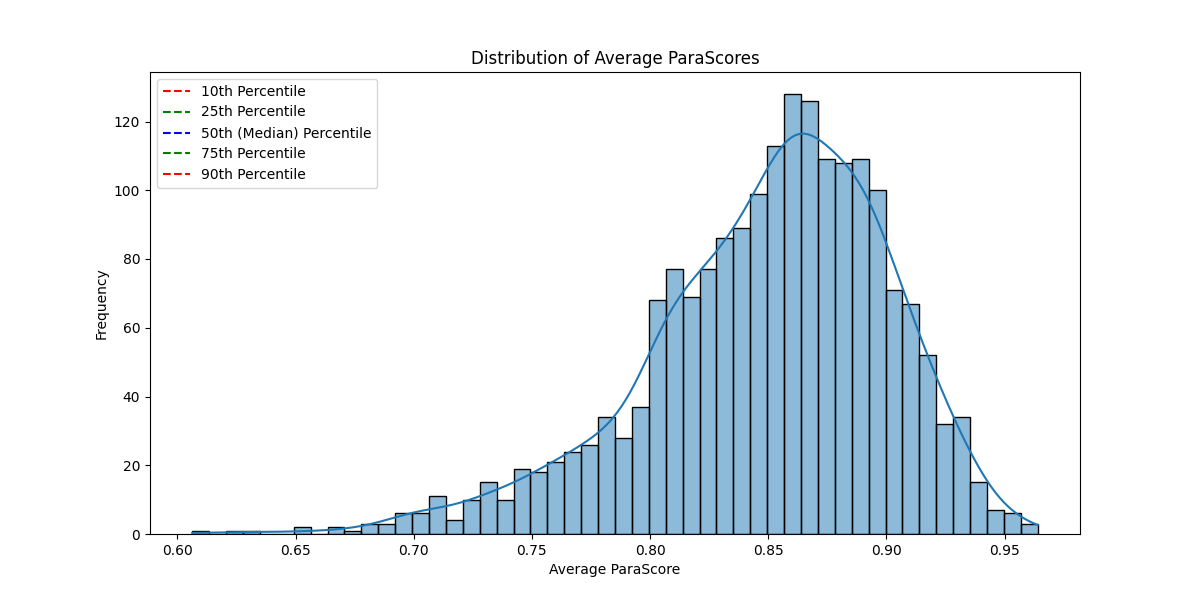 Distribution of Average ParaScores
10th Percentile
25th Percentile
50th (Median) Percentile
75th Percentile
90th Percentile
120
100
80
60
40
20
0
Frequency
0.60 0.65 0.70 0.75 0.80 0.85 0.90 0.95
Average ParaScore